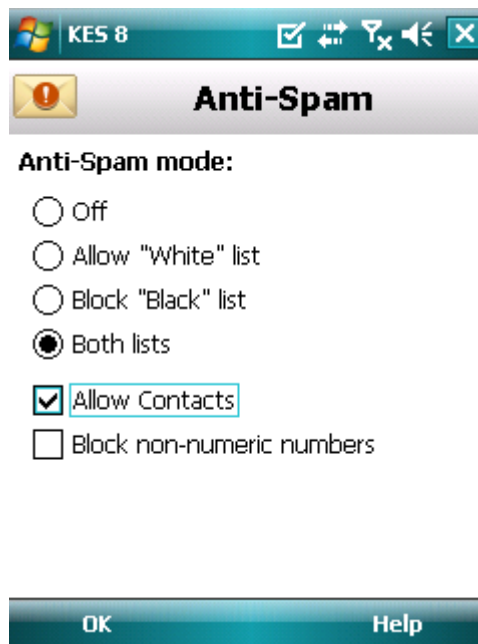 KES 8
Anti-Spam
Anti-Spam mode:
Off
Allow "White" list
Block "Black" list
Both lists
Allow Contacts
Block non-numeric numbers
OK Help